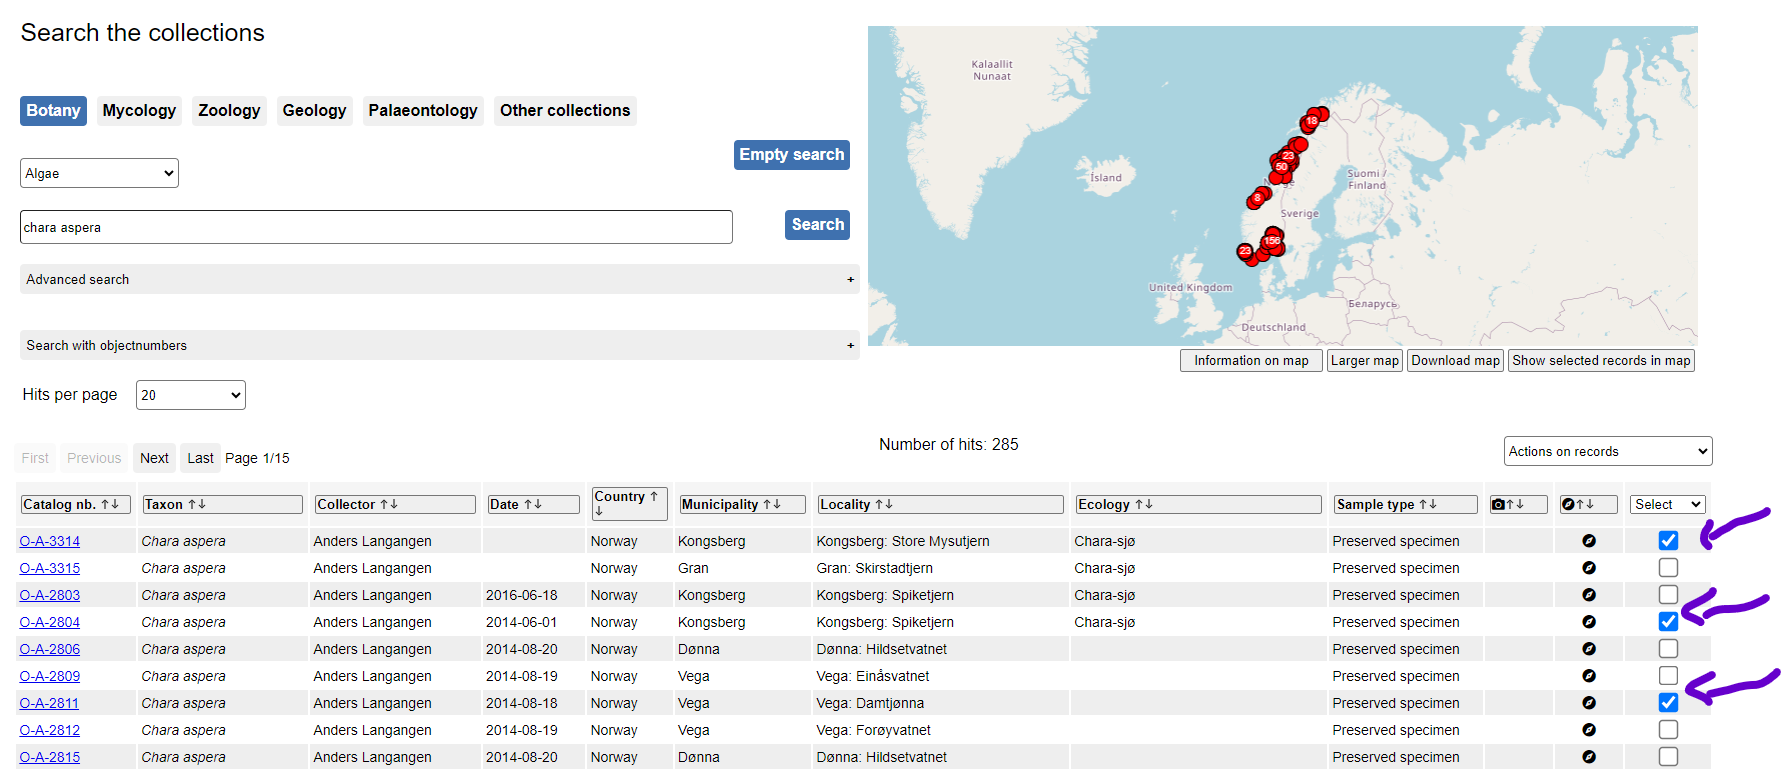 Search the collections
Botany Mycology Zoology Geology Palaeontology Other collections
Empty search
Algae
chara aspera
Search
Advanced search +
Search with objectnumbers +
Hits per page 20
Kalaallit
Nunaat
Ísland
Suomi /
Finland
Norge
Sverige
United Kingdom
Беларусь
Deutschland
18
23
50
8
156
23
Information on map Larger map Download map Show selected records in map
Number of hits: 285
Actions on records
First Previous Next Last Page 1/15
Catalog nb. ↑↓ Taxon ↑↓ Collector ↑↓ Date ↑↓ Country ↑↓ Municipality ↑↓ Locality ↑↓ Ecology ↑↓ Sample type ↑↓ ↑↓ ↑↓ Select
O-A-3314 Chara aspera Anders Langangen Norway Kongsberg Kongsberg: Store Mysutjern Chara-sjø Preserved specimen
O-A-3315 Chara aspera Anders Langangen Norway Gran Gran: Skirstadtjern Chara-sjø Preserved specimen
O-A-2803 Chara aspera Anders Langangen 2016-06-18 Norway Kongsberg Kongsberg: Spiketjern Chara-sjø Preserved specimen
O-A-2804 Chara aspera Anders Langangen 2014-06-01 Norway Kongsberg Kongsberg: Spiketjern Chara-sjø Preserved specimen
O-A-2806 Chara aspera Anders Langangen 2014-08-20 Norway Dønna Dønna: Hildsetvatnet Preserved specimen
O-A-2809 Chara aspera Anders Langangen 2014-08-19 Norway Vega Vega: Einåsvatnet Preserved specimen
O-A-2811 Chara aspera Anders Langangen 2014-08-18 Norway Vega Vega: Damtjønna Preserved specimen
O-A-2812 Chara aspera Anders Langangen 2014-08-19 Norway Vega Vega: Forøyvatnet Preserved specimen
O-A-2815 Chara aspera Anders Langangen 2014-08-20 Norway Dønna Dønna: Hildsetvatnet Preserved specimen